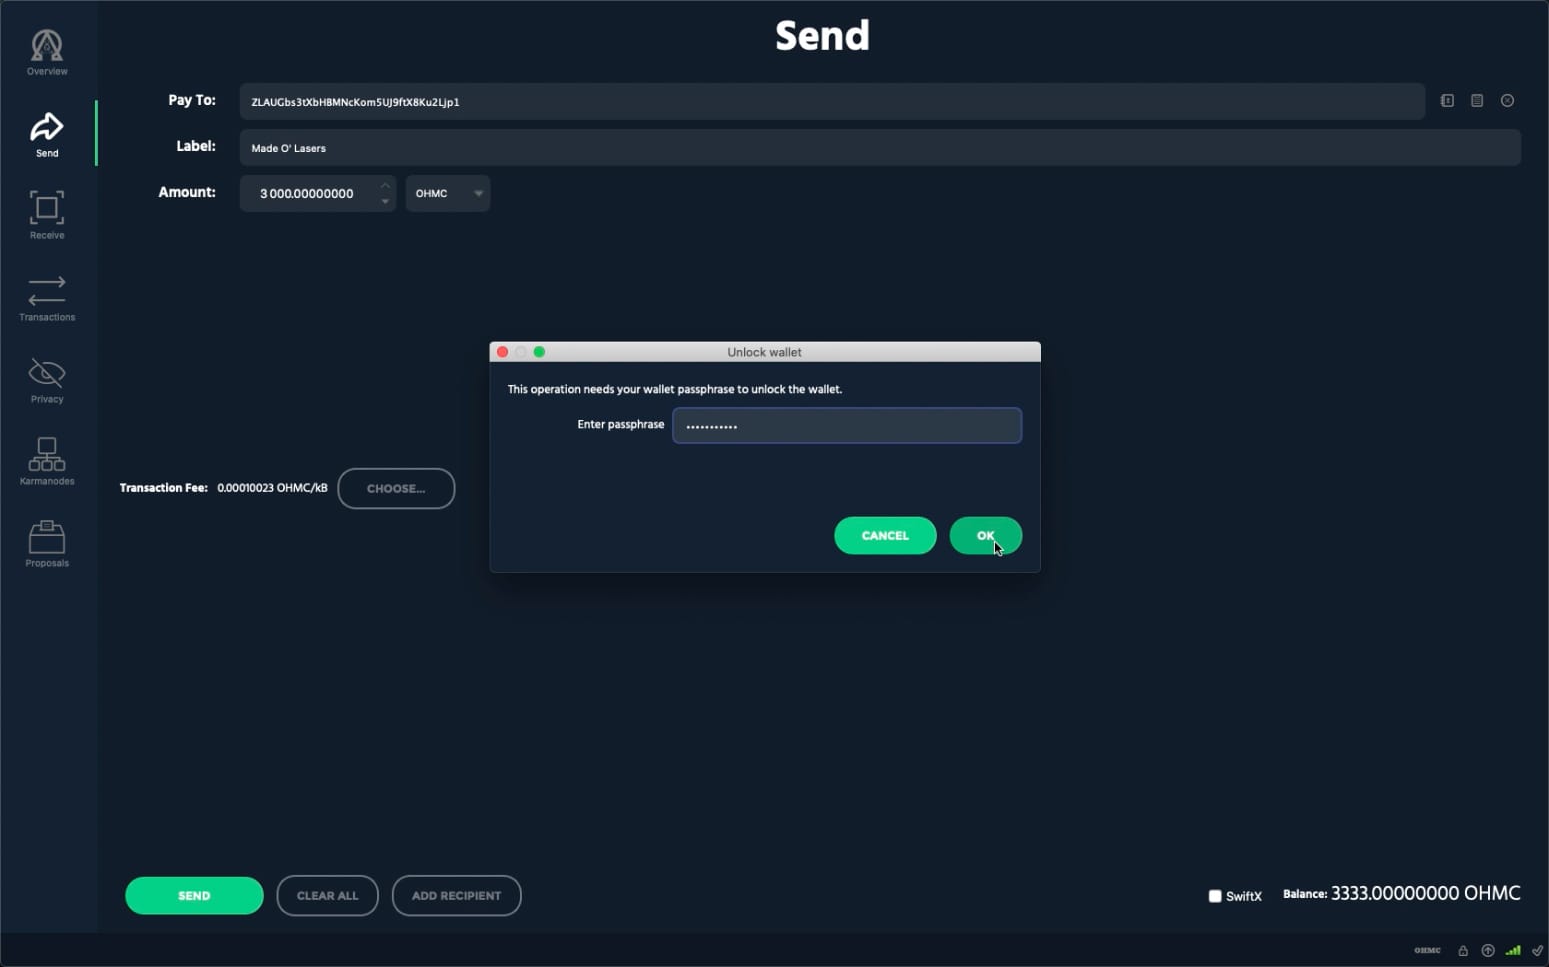 Send
Overview
Send
Receive
Transactions
Privacy
Karmanodes
Proposals
Pay To: ZLAUGbs3tXbHBMNcKom5UJ9ftX8Ku2Ljp1
Label: Made O' Lasers
Amount: 3 000.00000000 OHMC
Unlock wallet
This operation needs your wallet passphrase to unlock the wallet.
Enter passphrase •••••••••••
CANCEL OK
Transaction Fee: 0.00010023 OHMC/kB CHOOSE...
SEND CLEAR ALL ADD RECIPIENT SwiftX Balance: 3333.00000000 OHMC
OHMC